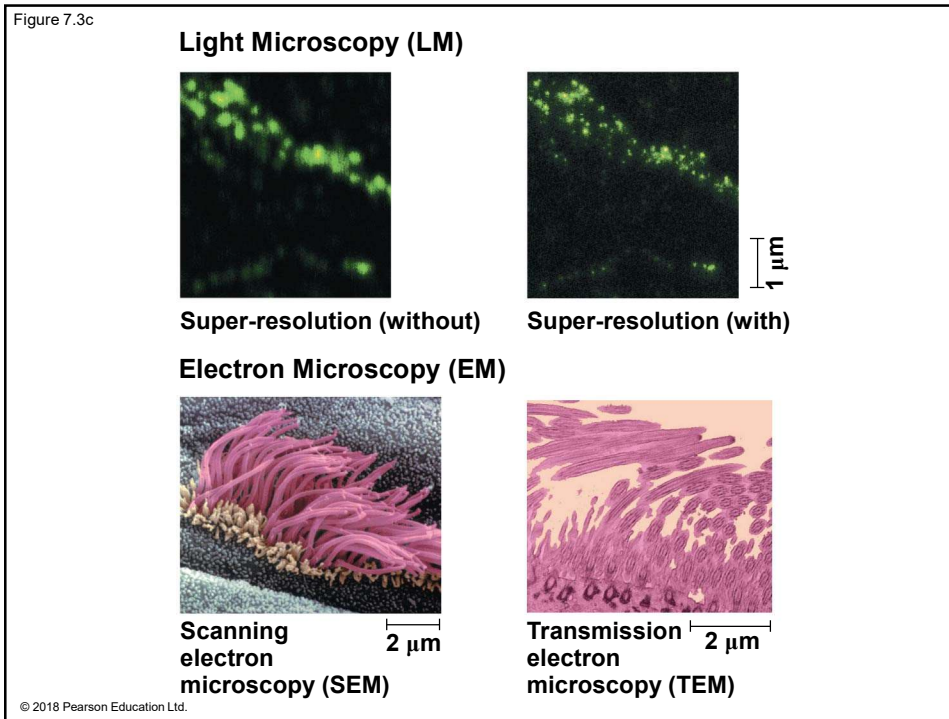 Figure 7.3c
Light Microscopy (LM)
1 μm
Super-resolution (without)
Super-resolution (with)
Electron Microscopy (EM)
Scanning
electron
microscopy (SEM)
2 μm
Transmission
electron
microscopy (TEM)
2 μm
© 2018 Pearson Education Ltd.